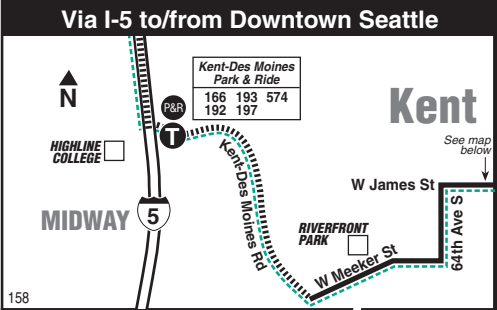 Via I-5 to/from Downtown Seattle
Kent-Des Moines
Park & Ride
166 193 574
192 197
N
P&R
T
Kent
See map
below
HIGHLINE
COLLEGE
Kent-Des Moines Rd
W James St
MIDWAY
5
RIVERFRONT
PARK
64th Ave S
W Meeker St
158